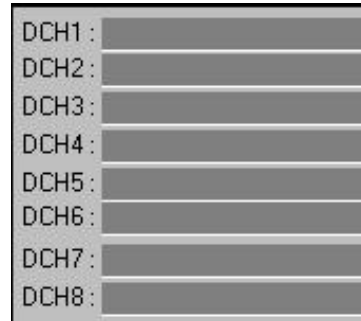 DCH1 :
DCH2 :
DCH3 :
DCH4 :
DCH5 :
DCH6 :
DCH7 :
DCH8 :